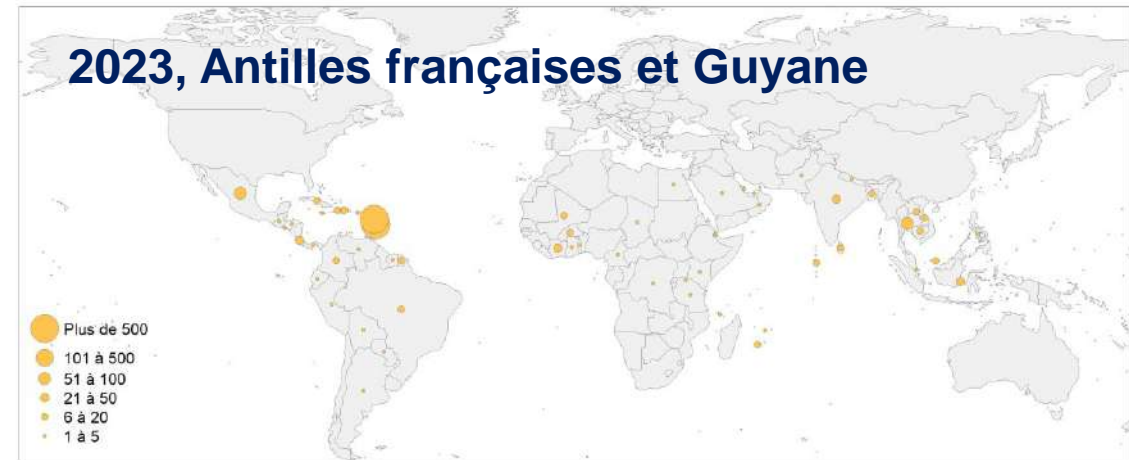 2023, Antilles françaises et Guyane
Plus de 500
101 à 500
51 à 100
21 à 50
6 à 20
1 à 5